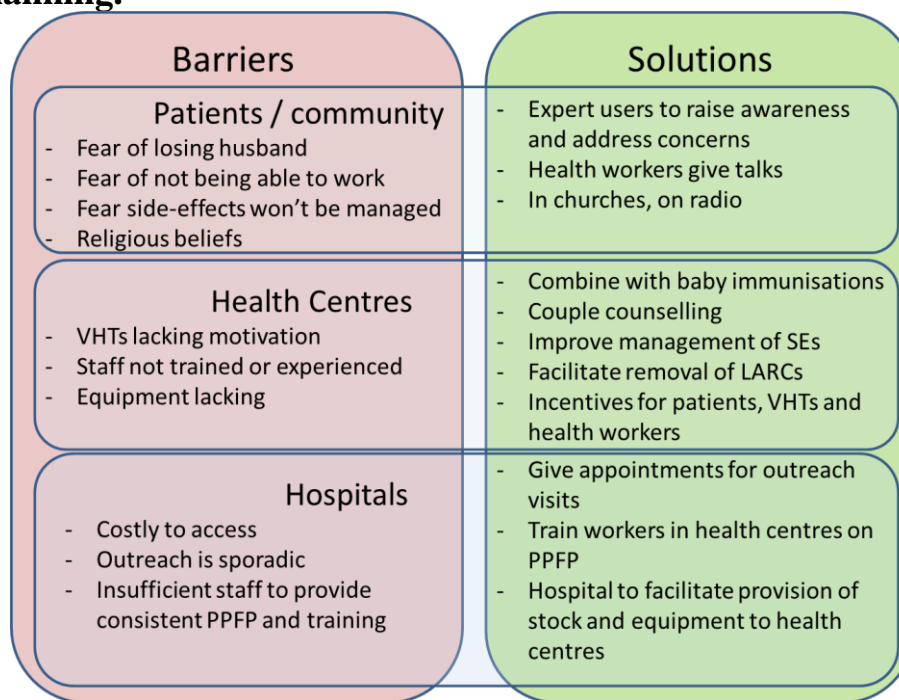 Barriers
Solutions
Patients / community
- Fear of losing husband
- Fear of not being able to work
- Fear side-effects won't be managed
- Religious beliefs
- Expert users to raise awareness
and address concerns
- Health workers give talks
- In churches, on radio
Health Centres
- VHTs lacking motivation
- Staff not trained or experienced
- Equipment lacking
- Combine with baby immunisations
- Couple counselling
- Improve management of SEs
- Facilitate removal of LARCs
- Incentives for patients, VHTs and
health workers
Hospitals
- Costly to access
- Outreach is sporadic
- Insufficient staff to provide
consistent PPFP and training
- Give appointments for outreach
visits
- Train workers in health centres on
PPFP
- Hospital to facilitate provision of
stock and equipment to health
centres